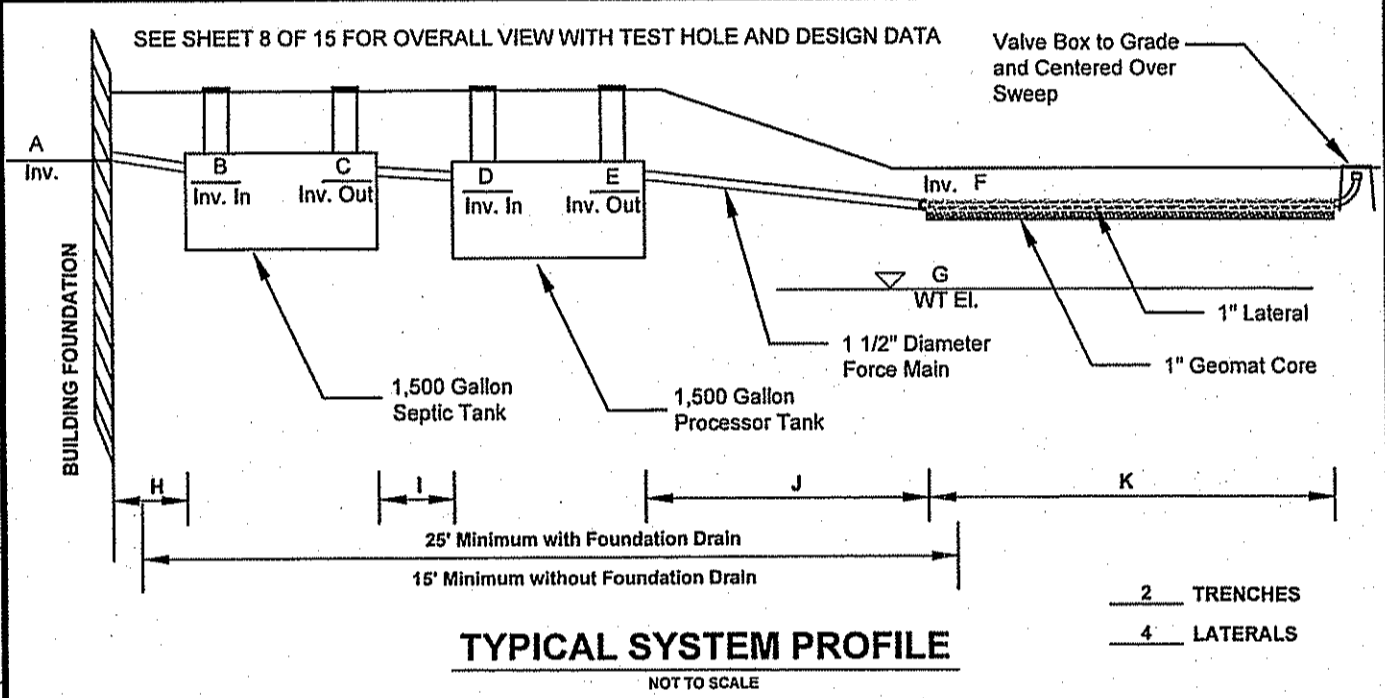 SEE SHEET 8 OF 15 FOR OVERALL VIEW WITH TEST HOLE AND DESIGN DATA
Valve Box to Grade
and Centered Over
Sweep
A
Inv.
B
Inv. In
C
Inv. Out
D
Inv. In
E
Inv. Out
Inv. F
G
WT El.
BUILDING FOUNDATION
1,500 Gallon
Septic Tank
1,500 Gallon
Processor Tank
1 1/2" Diameter
Force Main
1" Lateral
1" Geomat Core
H
I
J
K
25' Minimum with Foundation Drain
15' Minimum without Foundation Drain
2 TRENCHES
4 LATERALS
TYPICAL SYSTEM PROFILE
NOT TO SCALE